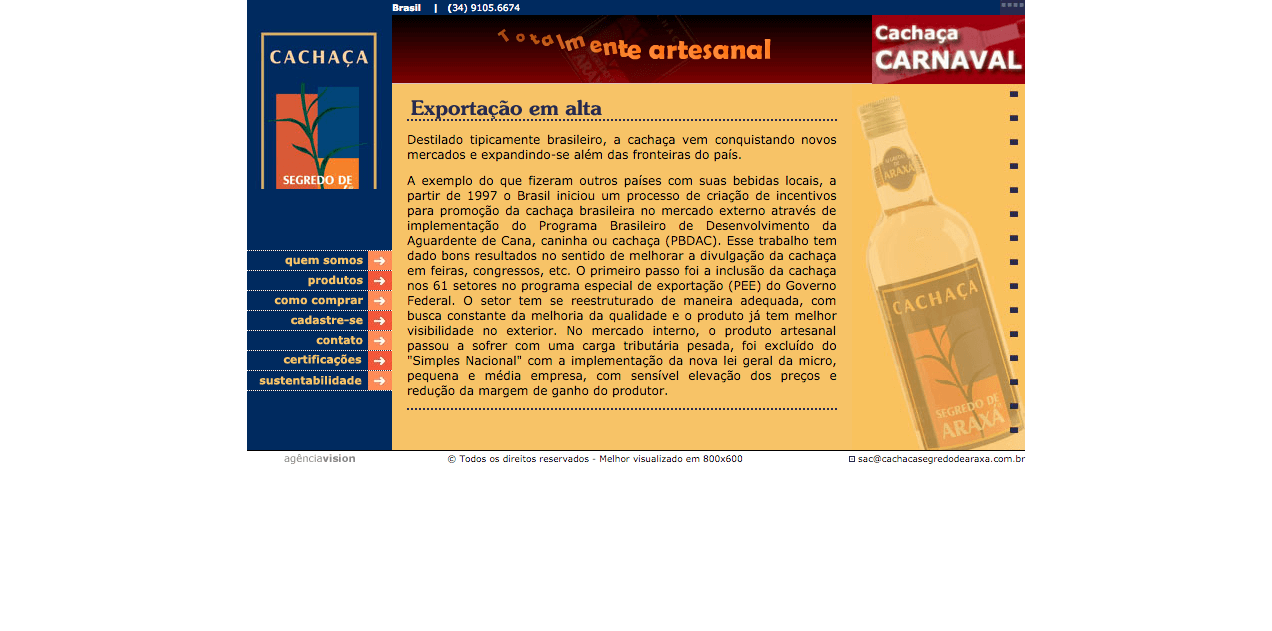 Brasil | (34) 9105.6674
CACHAÇA
SEGREDO DE
Totalmente artesanal
Cachaça
CARNAVAL
quem somos
produtos
como comprar
cadastre-se
contato
certificações
sustentabilidade
Exportação em alta
Destilado tipicamente brasileiro, a cachaça vem conquistando novos
mercados e expandindo-se além das fronteiras do país.
A exemplo do que fizeram outros países com suas bebidas locais, a
partir de 1997 o Brasil iniciou um processo de criação de incentivos
para promoção da cachaça brasileira no mercado externo através de
implementação do Programa Brasileiro de Desenvolvimento da
Aguardente de Cana, caninha ou cachaça (PBDAC). Esse trabalho tem
dado bons resultados no sentido de melhorar a divulgação da cachaça
em feiras, congressos, etc. O primeiro passo foi a inclusão da cachaça
nos 61 setores no programa especial de exportação (PEE) do Governo
Federal. O setor tem se reestruturado de maneira adequada, com
busca constante da melhoria da qualidade e o produto já tem melhor
visibilidade no exterior. No mercado interno, o produto artesanal
passou a sofrer com uma carga tributária pesada, foi excluído do
"Simples Nacional" com a implementação da nova lei geral da micro,
pequena e média empresa, com sensível elevação dos preços e
redução da margem de ganho do produtor.
SEGREDO DE
ARAXÁ
CACHAÇA
SEGREDO DE
ARAXÁ
agênciavision
© Todos os direitos reservados - Melhor visualizado em 800x600
sac@cachacasegredodearaxa.com.br